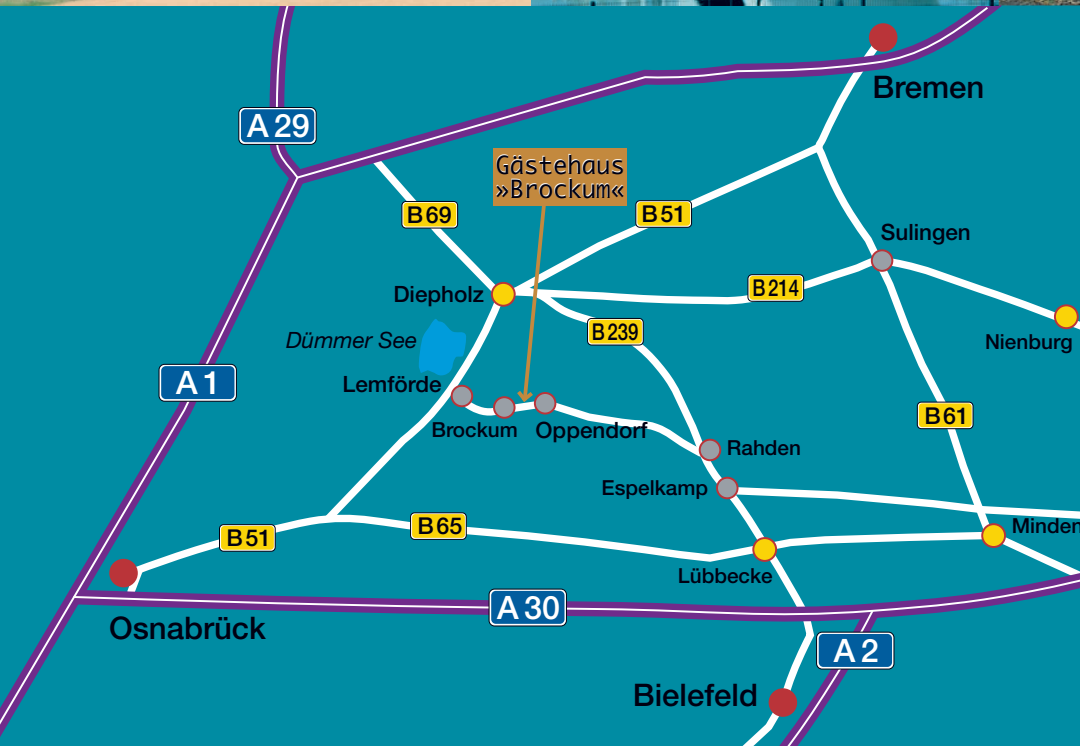 Bremen
A 29
Gästehaus
»Brockum«
B 69
B 51
Sulingen
Diepholz
B 214
Nienburg
B 239
Dümmer See
A 1
Lemförde
B 61
Brockum
Oppendorf
Rahden
Espelkamp
B 51
B 65
Minden
Lübbecke
A 30
Osnabrück
A 2
Bielefeld